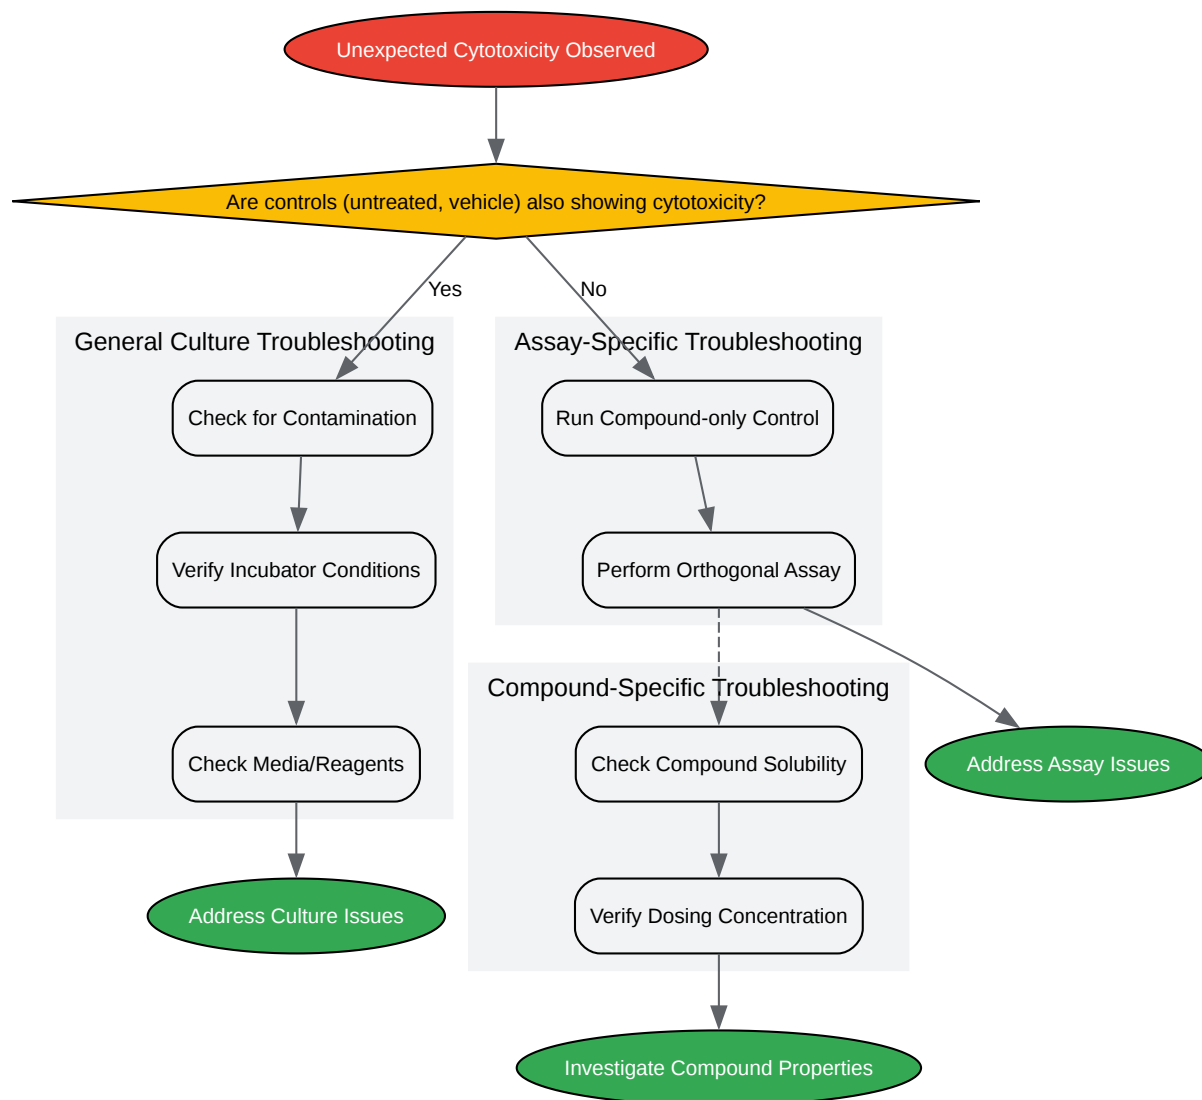 Unexpected Cytotoxicity Observed
Are controls (untreated, vehicle) also showing cytotoxicity?
Yes
No
General Culture Troubleshooting
Assay-Specific Troubleshooting
Check for Contamination
Run Compound-only Control
Verify Incubator Conditions
Perform Orthogonal Assay
Compound-Specific Troubleshooting
Check Media/Reagents
Check Compound Solubility
Address Assay Issues
Address Culture Issues
Verify Dosing Concentration
Investigate Compound Properties